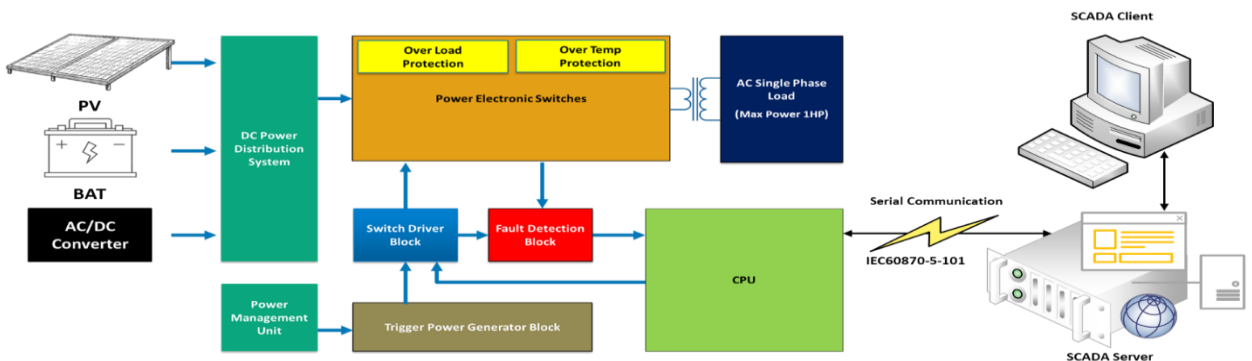 SCADA Client
Over Load
Protection
Over Temp
Protection
Power Electronic Switches
AC Single Phase
Load
(Max Power 1HP)
PV
DC Power
Distribution
System
BAT
AC/DC
Converter
Switch Driver
Block
Fault Detection
Block
CPU
Serial Communication
IEC60870-5-101
Power
Management
Unit
Trigger Power Generator Block
SCADA Server